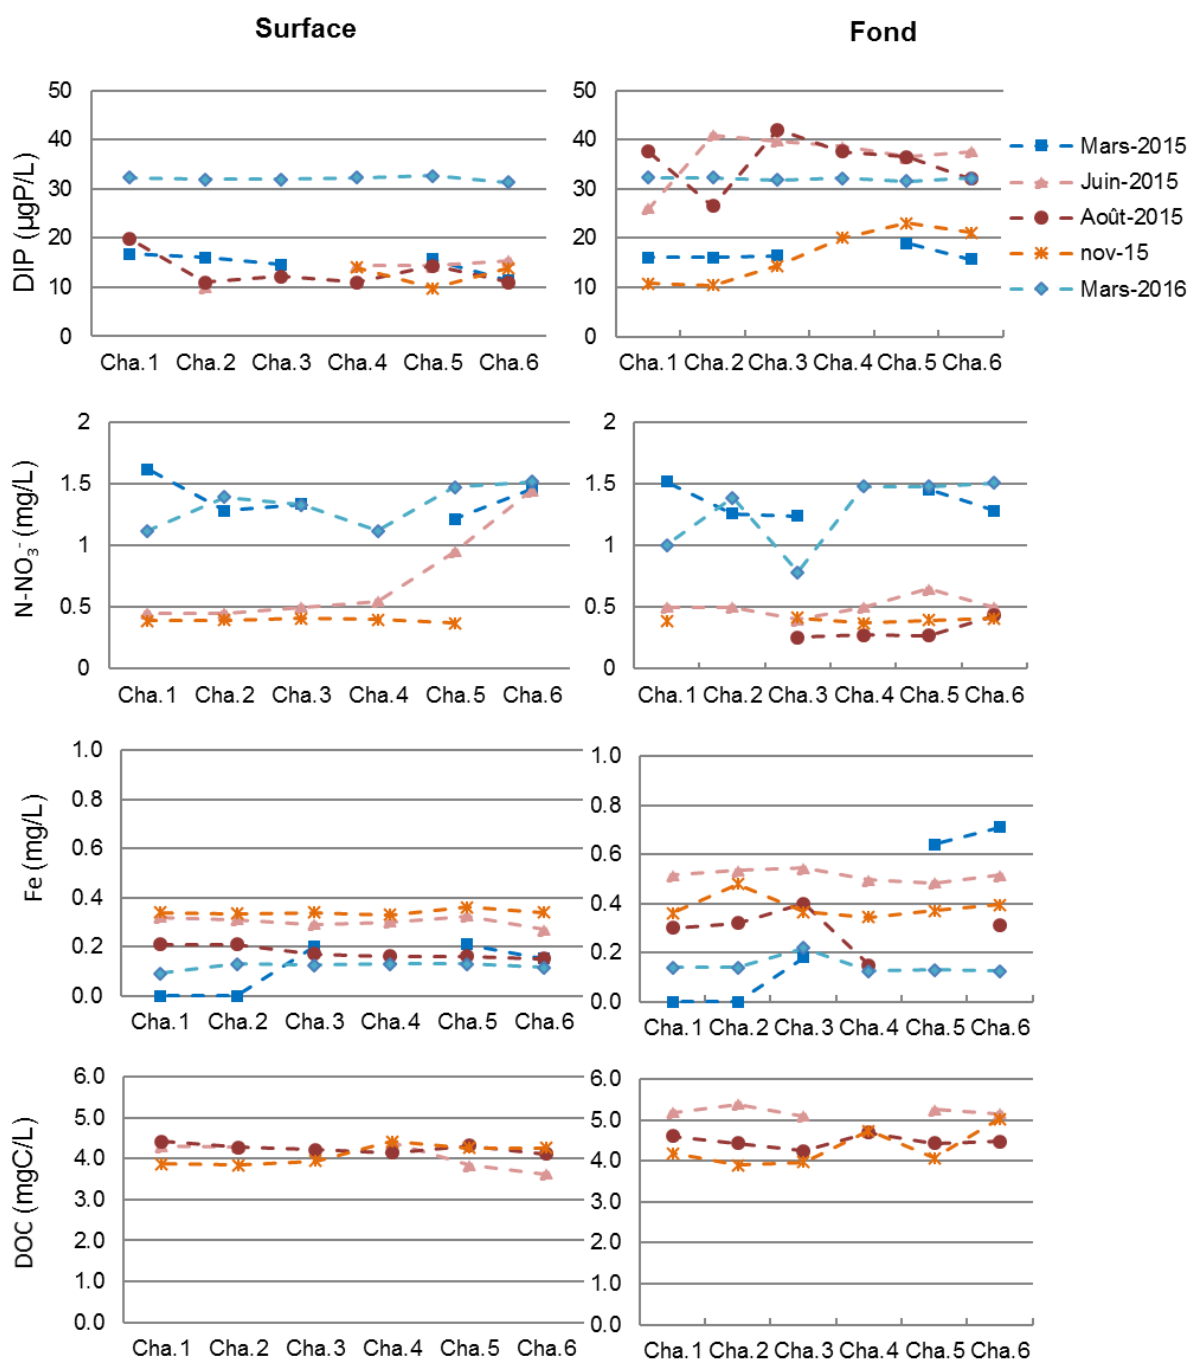 Surface
Fond
DIP (µgP/L)
50
40
30
20
10
0
Cha.1 Cha.2 Cha.3 Cha.4 Cha.5 Cha.6
50
40
30
20
10
0
Cha.1 Cha.2 Cha.3 Cha.4 Cha.5 Cha.6
Mars-2015
Juin-2015
Août-2015
nov-15
Mars-2016
N-NO₃⁻ (mg/L)
2
1.5
1
0.5
0
Cha.1 Cha.2 Cha.3 Cha.4 Cha.5 Cha.6
2
1.5
1
0.5
0
Cha.1 Cha.2 Cha.3 Cha.4 Cha.5 Cha.6
Fe (mg/L)
1.0
0.8
0.6
0.4
0.2
0.0
Cha.1 Cha.2 Cha.3 Cha.4 Cha.5 Cha.6
1.0
0.8
0.6
0.4
0.2
0.0
Cha.1 Cha.2 Cha.3 Cha.4 Cha.5 Cha.6
DOC (mgC/L)
6.0
5.0
4.0
3.0
2.0
1.0
0.0
Cha.1 Cha.2 Cha.3 Cha.4 Cha.5 Cha.6
6.0
5.0
4.0
3.0
2.0
1.0
0.0
Cha.1 Cha.2 Cha.3 Cha.4 Cha.5 Cha.6